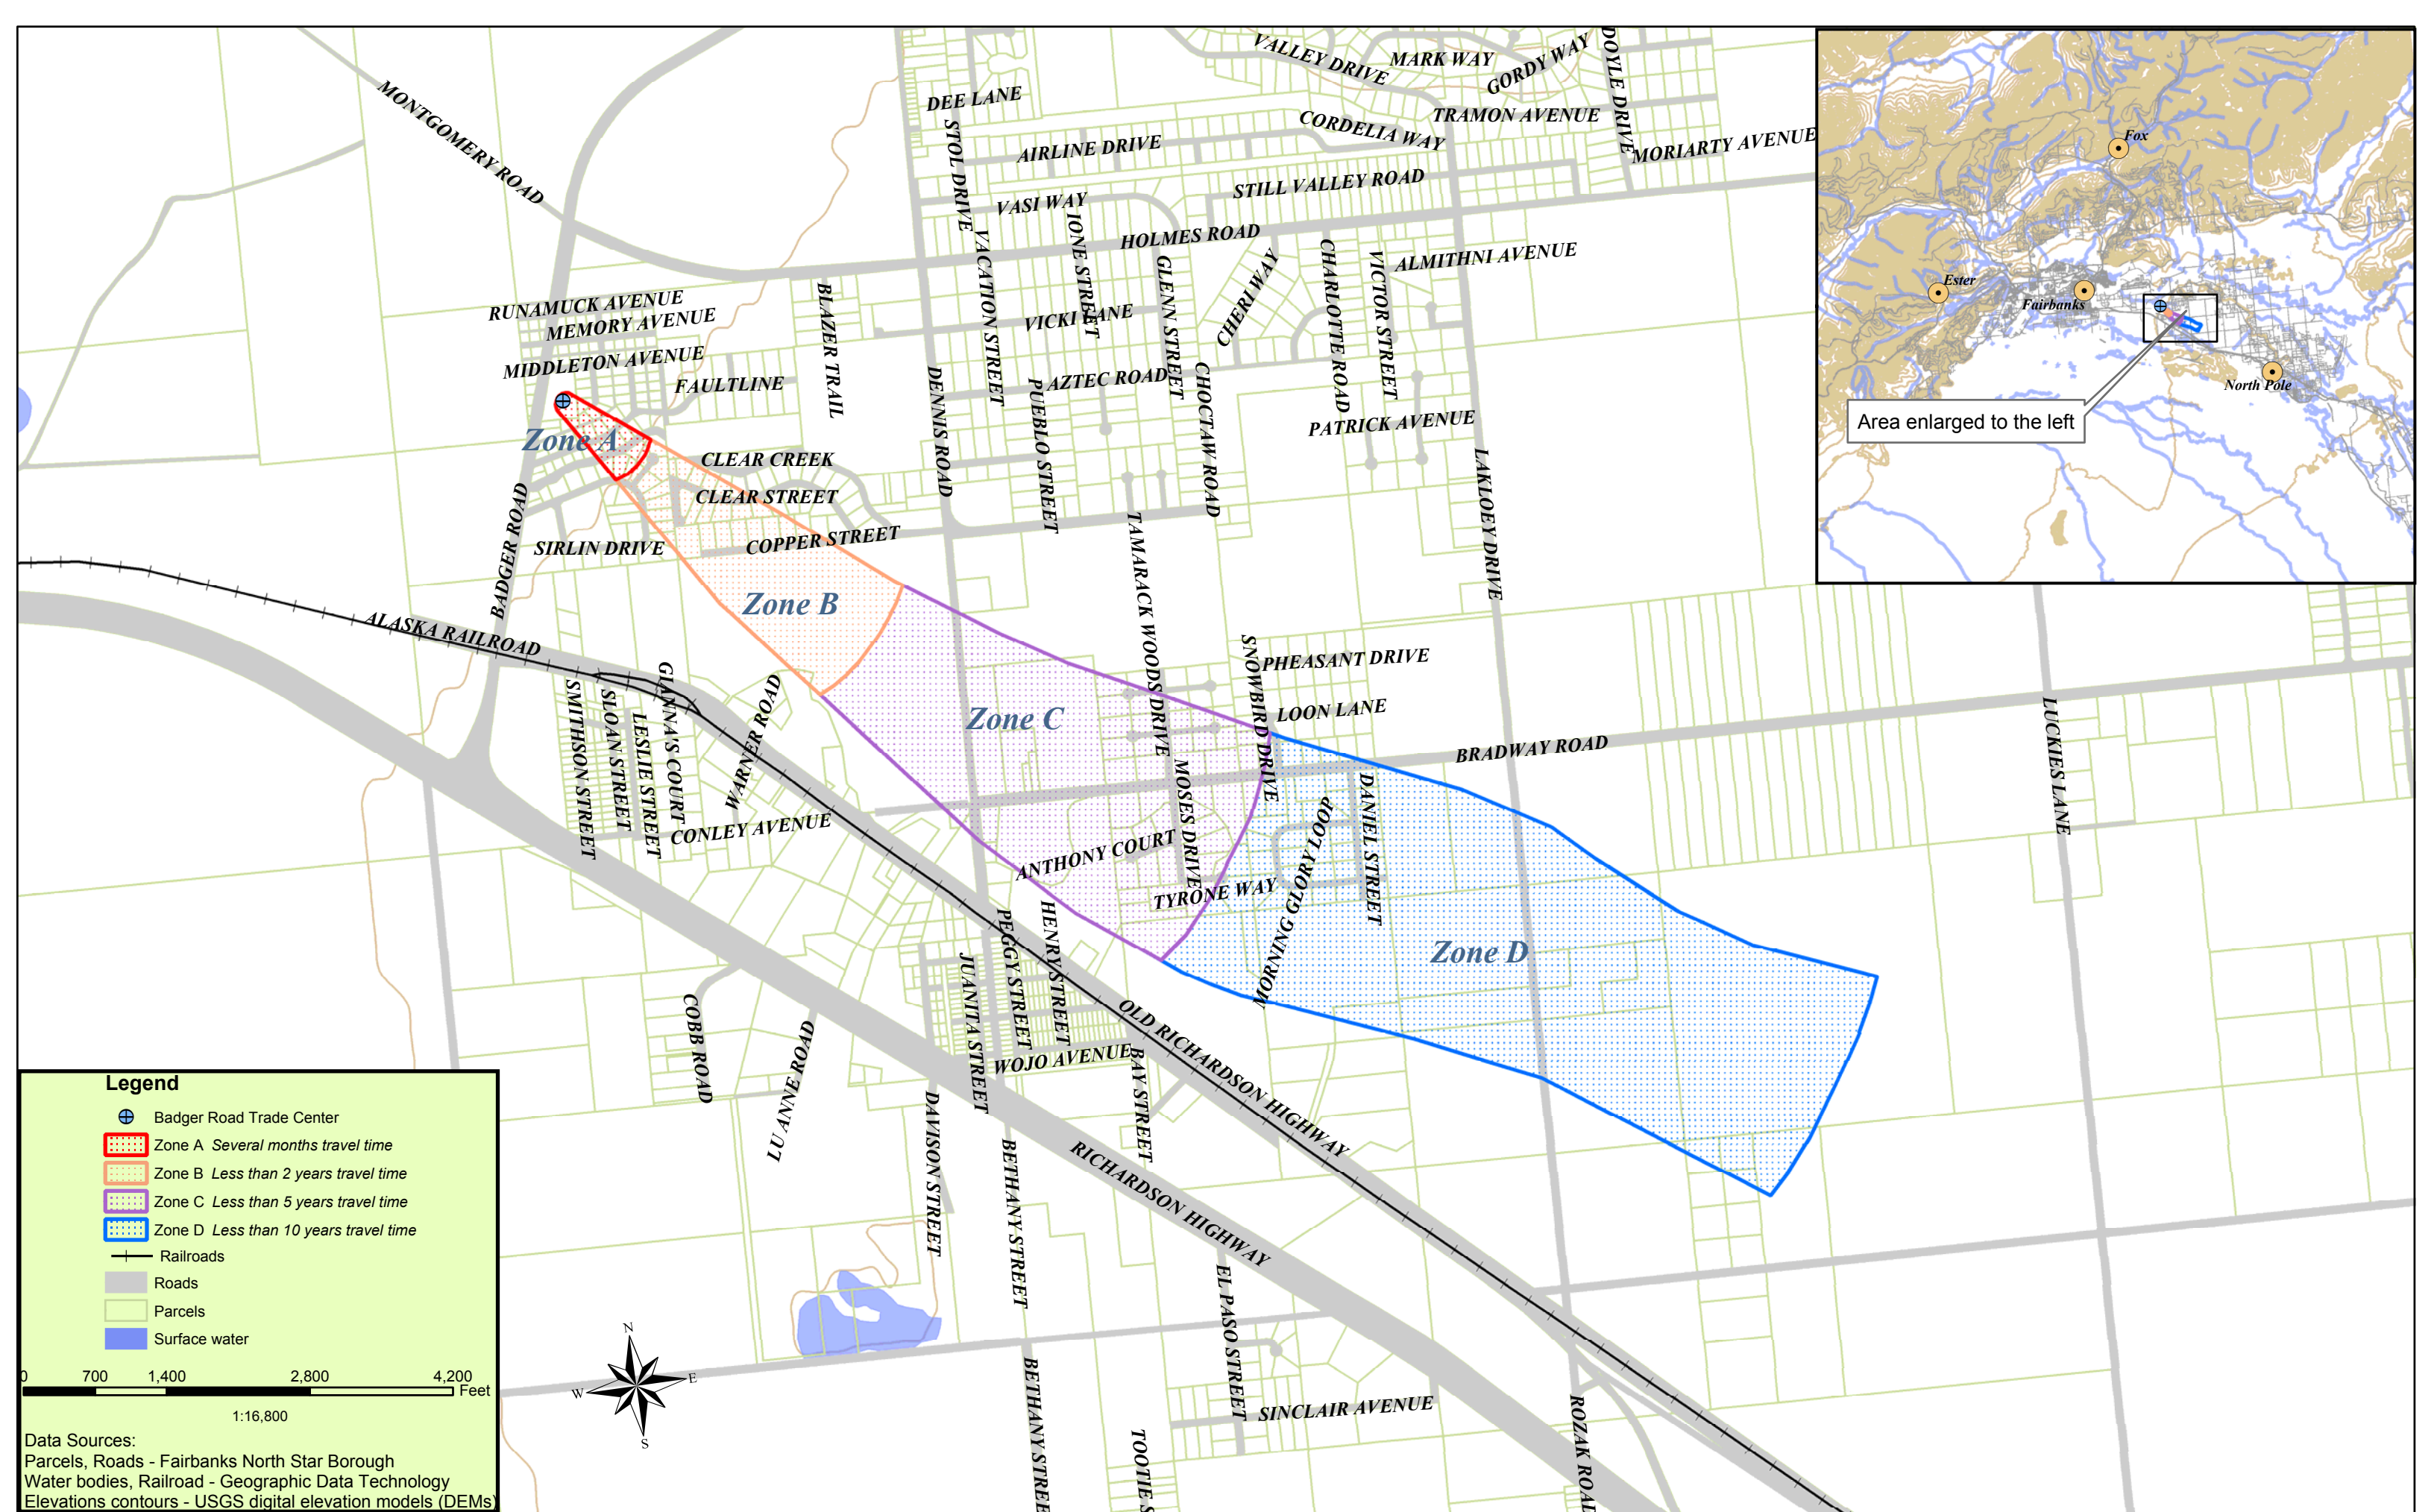 VALLEY DRIVE
MARK WAY
GORDY WAY
DOYLE DRIVE
MONTGOMERY ROAD
DEE LANE
TRAMON AVENUE
CORDELIA WAY
STOL DRIVE
AIRLINE DRIVE
MORIARTY AVENUE
STILL VALLEY ROAD
VASI WAY
IONE STREET
HOLMES ROAD
VACATION STREET
GLENN STREET
CHERI WAY
CHARLOTTE ROAD
VICTOR STREET
ALMITHNI AVENUE
RUNAMUCK AVENUE
MEMORY AVENUE
BLAZER TRAIL
VICKI LANE
MIDDLETON AVENUE
FAULTLINE
DENNIS ROAD
PUEBLO STREET
AZTEC ROAD
CHOCTAW ROAD
PATRICK AVENUE
Zone A
CLEAR CREEK
CLEAR STREET
LAKLOEY DRIVE
BADGER ROAD
SIRLIN DRIVE
COPPER STREET
TAMARACK WOODS DRIVE
Zone B
ALASKA RAILROAD
SNOWBIRD DRIVE
PHEASANT DRIVE
GIANNA'S COURT
SMITHSON STREET
SLOAN STREET
LESLIE STREET
WARNER ROAD
Zone C
LOON LANE
BRADWAY ROAD
LUCKIES LANE
MOSES DRIVE
DANIEL STREET
MORNING GLORY LOOP
CONLEY AVENUE
ANTHONY COURT
TYRONE WAY
Zone D
PEGGY STREET
HENRY STREET
JUANITA STREET
COBB ROAD
LU ANNE ROAD
OLD RICHARDSON HIGHWAY
WOJO AVENUE
BAY STREET
DAVISON STREET
BETHANY STREET
RICHARDSON HIGHWAY
EL PASO STREET
BETHANY STREE
SINCLAIR AVENUE
ROZAK ROAD
TOOTIE S
Fox
Ester
Fairbanks
North Pole
Area enlarged to the left
Legend
Badger Road Trade Center
Zone A Several months travel time
Zone B Less than 2 years travel time
Zone C Less than 5 years travel time
Zone D Less than 10 years travel time
Railroads
Roads
Parcels
Surface water
0 700 1,400 2,800 4,200
Feet
1:16,800
Data Sources:
Parcels, Roads - Fairbanks North Star Borough
Water bodies, Railroad - Geographic Data Technology
Elevations contours - USGS digital elevation models (DEMs)
N
W
E
S